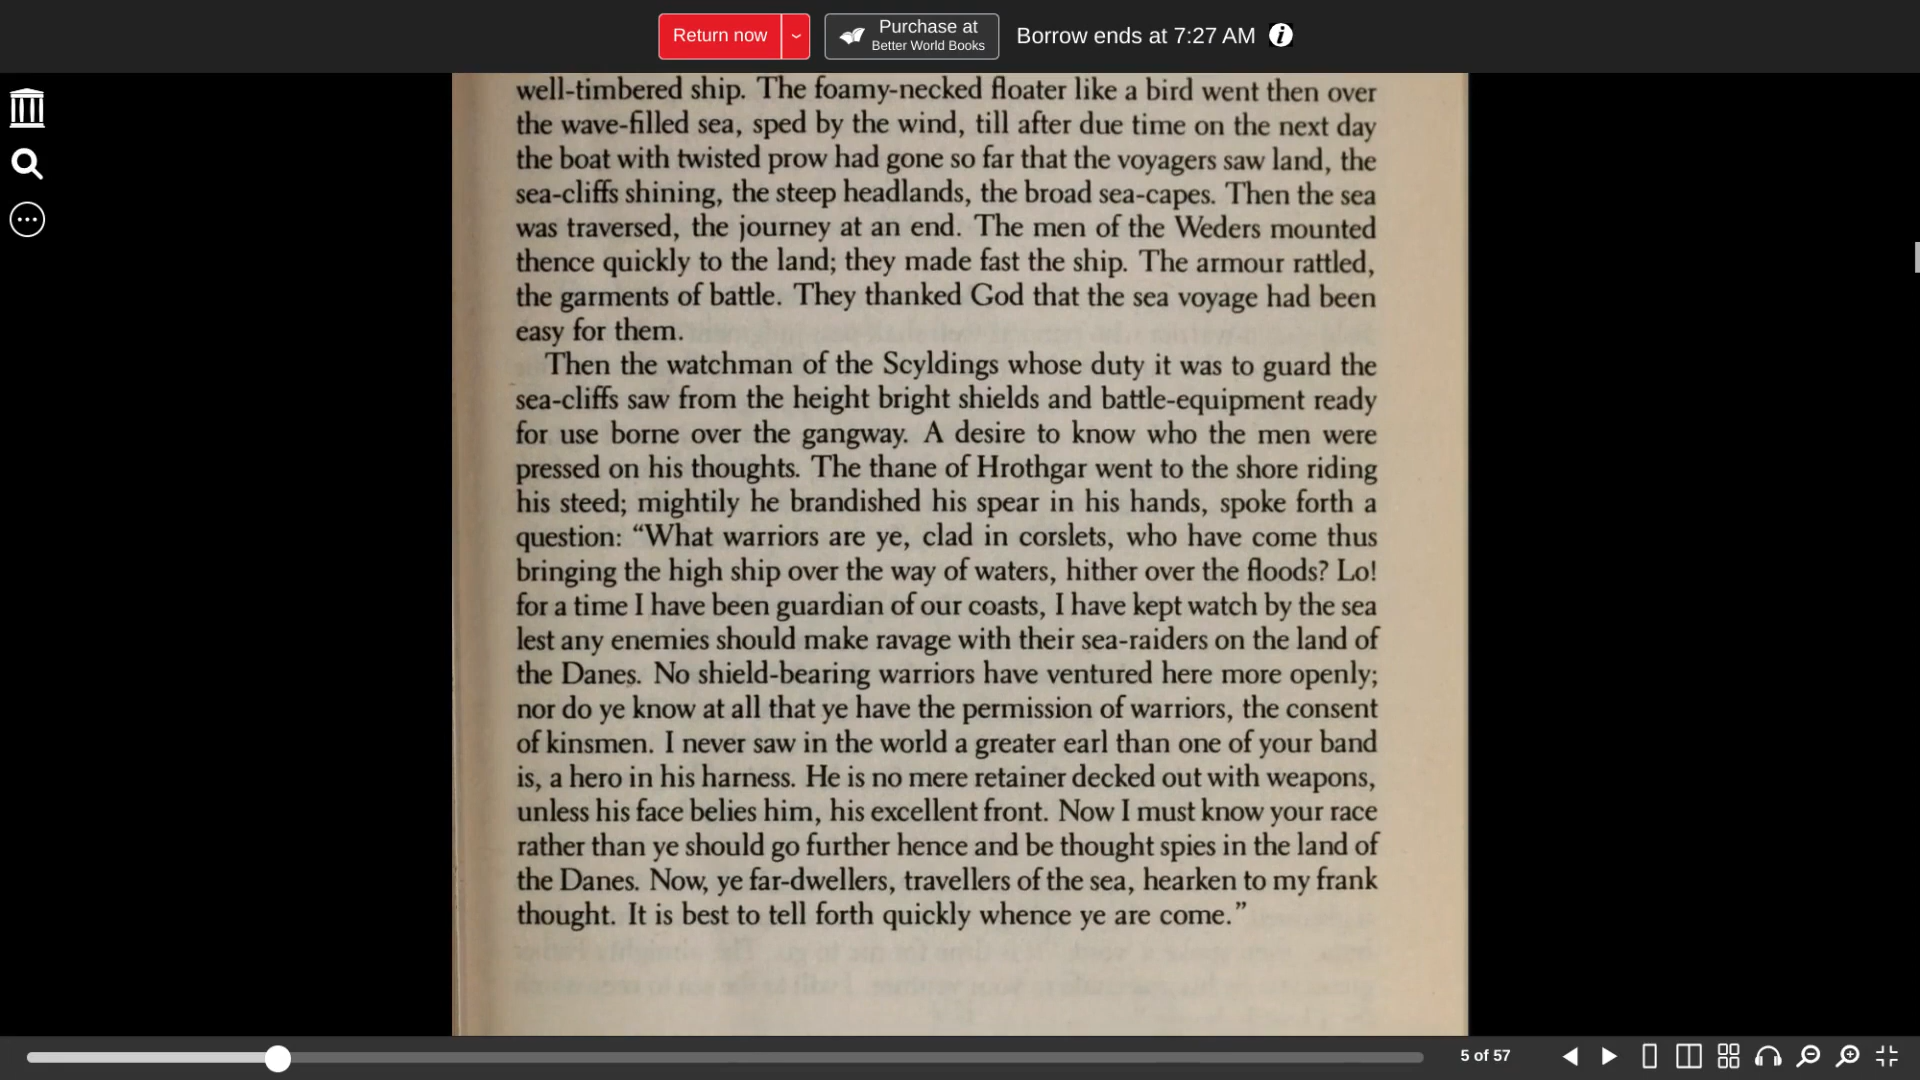 Return now
Purchase at
Better World Books
Borrow ends at 7:27 AM
well-timbered ship. The foamy-necked floater like a bird went then over
the wave-filled sea, sped by the wind, till after due time on the next day
the boat with twisted prow had gone so far that the voyagers saw land, the
sea-cliffs shining, the steep headlands, the broad sea-capes. Then the sea
was traversed, the journey at an end. The men of the Weders mounted
thence quickly to the land; they made fast the ship. The armour rattled,
the garments of battle. They thanked God that the sea voyage had been
easy for them.
Then the watchman of the Scyldings whose duty it was to guard the
sea-cliffs saw from the height bright shields and battle-equipment ready
for use borne over the gangway. A desire to know who the men were
pressed on his thoughts. The thane of Hrothgar went to the shore riding
his steed; mightily he brandished his spear in his hands, spoke forth a
question: “What warriors are ye, clad in corslets, who have come thus
bringing the high ship over the way of waters, hither over the floods? Lo!
for a time I have been guardian of our coasts, I have kept watch by the sea
lest any enemies should make ravage with their sea-raiders on the land of
the Danes. No shield-bearing warriors have ventured here more openly;
nor do ye know at all that ye have the permission of warriors, the consent
of kinsmen. I never saw in the world a greater earl than one of your band
is, a hero in his harness. He is no mere retainer decked out with weapons,
unless his face belies him, his excellent front. Now I must know your race
rather than ye should go further hence and be thought spies in the land of
the Danes. Now, ye far-dwellers, travellers of the sea, hearken to my frank
thought. It is best to tell forth quickly whence ye are come.”
5 of 57